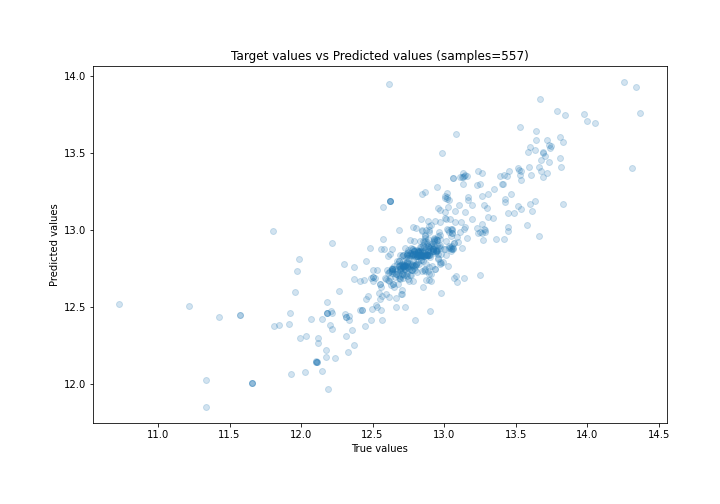 Target values vs Predicted values (samples=557)
14.0
13.5
13.0
12.5
12.0
Predicted values
11.0 11.5 12.0 12.5 13.0 13.5 14.0 14.5
True values